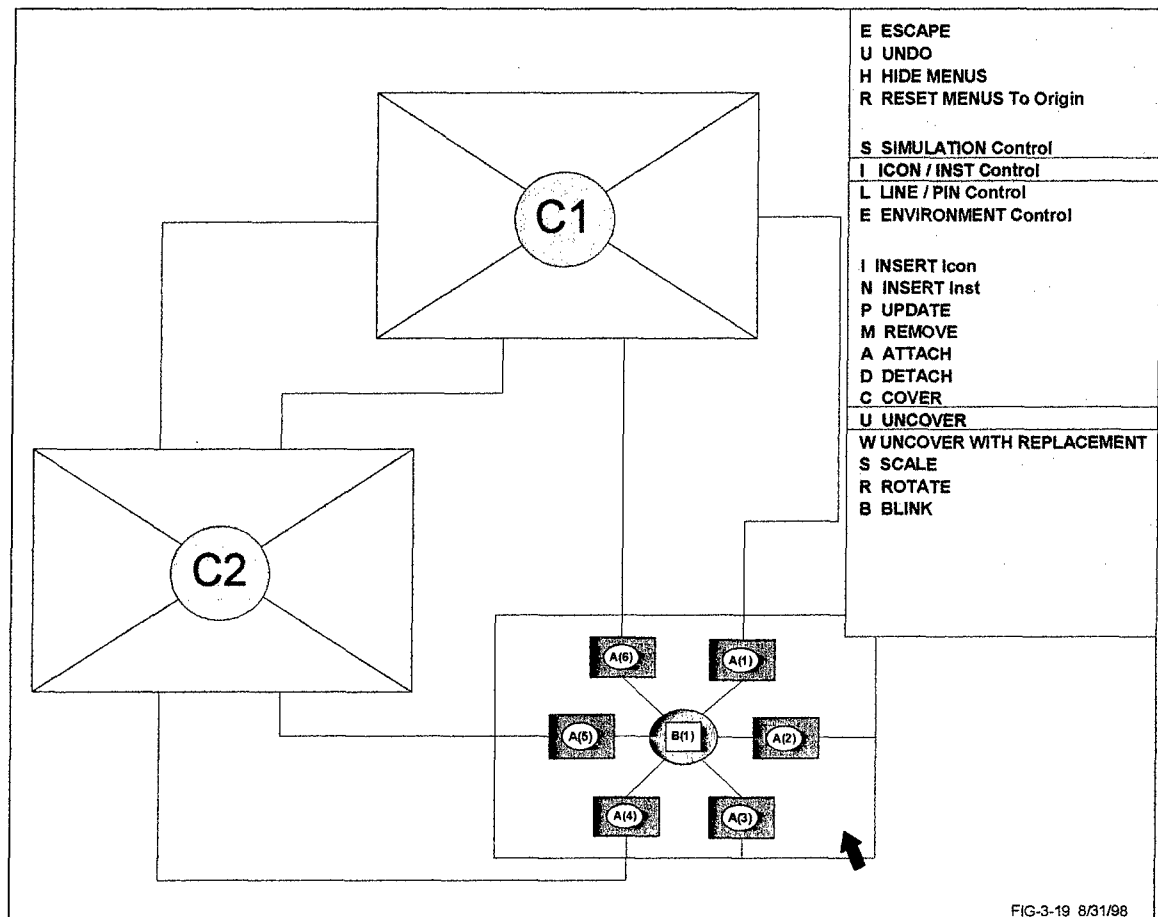 E ESCAPE
U UNDO
H HIDE MENUS
R RESET MENUS To Origin
S SIMULATION Control
I ICON / INST Control
L LINE / PIN Control
E ENVIRONMENT Control
I INSERT Icon
N INSERT Inst
P UPDATE
M REMOVE
A ATTACH
D DETACH
C COVER
U UNCOVER
W UNCOVER WITH REPLACEMENT
S SCALE
R ROTATE
B BLINK
C1
C2
A(6)
A(1)
A(5)
B(1)
A(2)
A(4)
A(3)
FIG-3-19 8/31/98